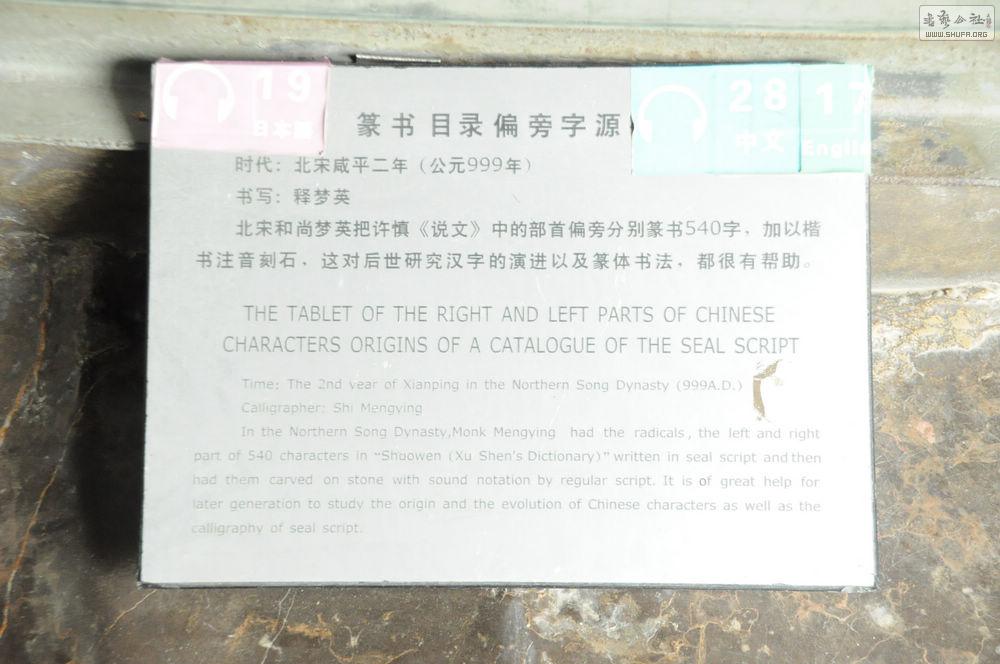 WWW.SHUFA.ORG
19
日本語
28
中文
17
Englis
篆书目录偏旁字源
时代：北宋咸平二年（公元999年）
书写：释梦英
北宋和尚梦英把许慎《说文》中的部首偏旁分别篆书540字，加以楷
书注音刻石，这对后世研究汉字的演进以及篆体书法，都很有帮助。
THE TABLET OF THE RIGHT AND LEFT PARTS OF CHINESE
CHARACTERS ORIGINS OF A CATALOGUE OF THE SEAL SCRIPT
Time: The 2nd year of Xianping in the Northern Song Dynasty (999A.D.)
Calligrapher: Shi Mengying
In the Northern Song Dynasty,Monk Mengying had the radicals, the left and right
part of 540 characters in “Shuowen (Xu Shen's Dictionary)” written in seal script and then
had them carved on stone with sound notation by regular script. It is of great help for
later generation to study the origin and the evolution of Chinese characters as well as the
calligraphy of seal script.